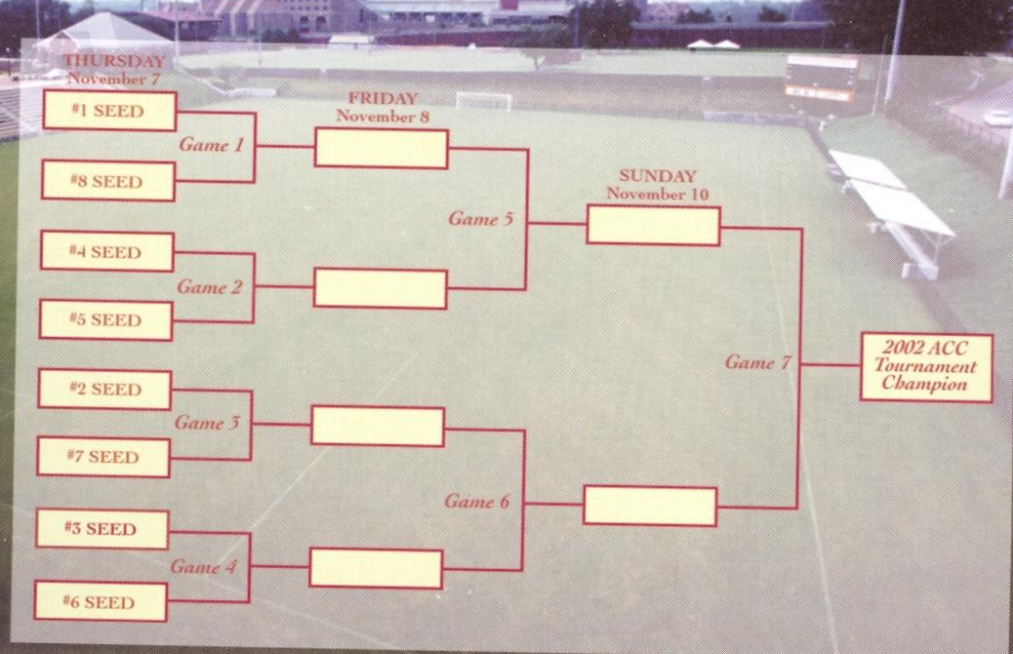 THURSDAY
November 7
#1 SEED
Game 1
#8 SEED
#4 SEED
Game 2
#5 SEED
#2 SEED
Game 3
#7 SEED
#3 SEED
Game 4
#6 SEED
FRIDAY
November 8
Game 5
Game 6
SUNDAY
November 10
Game 7
2002 ACC
Tournament
Champion